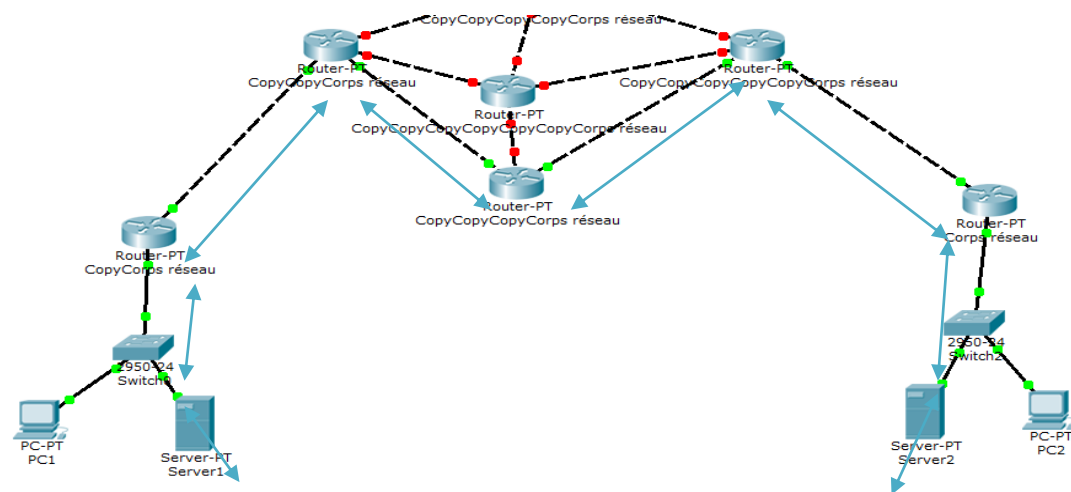 CopyCopyCopyCopyCorps réseau
Router-PT
CopyCopyCorps réseau
Router-PT
CopyCopyCopyCopyCopyCorps réseau
Router-PT
CopyCopyCopyCopyCopyCorps réseau
Router-PT
CopyCopyCopyCorps réseau
Router-PT
CopyCorps réseau
Router-PT
Corps réseau
2950-24
Switch0
2950-24
Switch2
PC-PT
PC1
Server-PT
Server1
Server-PT
Server2
PC-PT
PC2